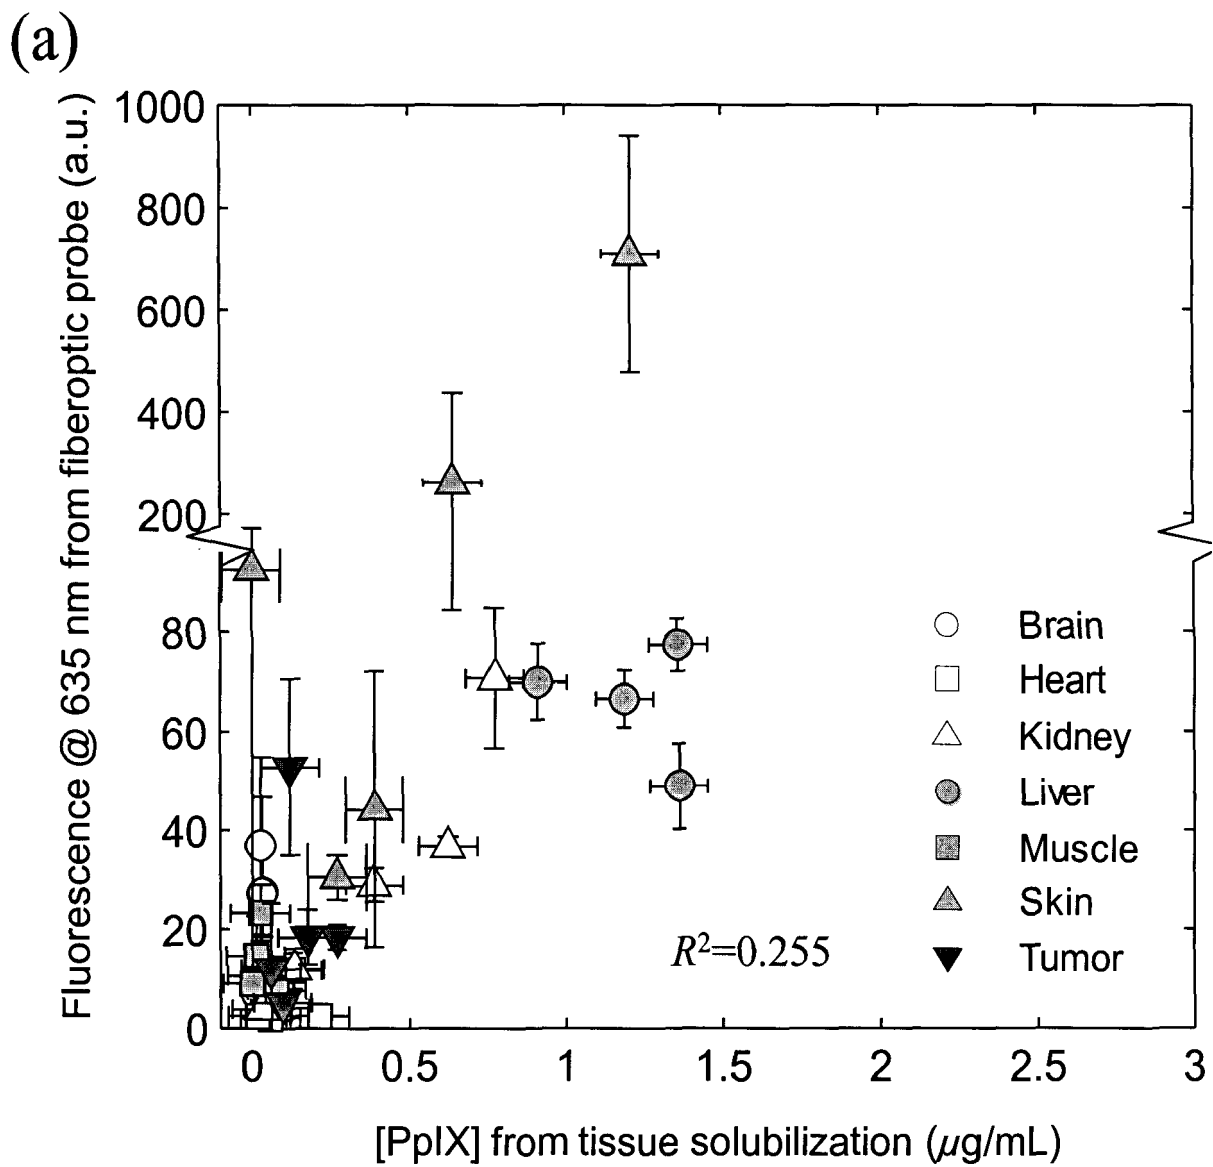 (a)
Fluorescence @ 635 nm from fiberoptic probe (a.u.)
1000
800
600
400
200
80
60
40
20
0
Brain
Heart
Kidney
Liver
Muscle
Skin
Tumor
R²=0.255
0 0.5 1 1.5 2 2.5 3
[PpIX] from tissue solubilization (µg/mL)